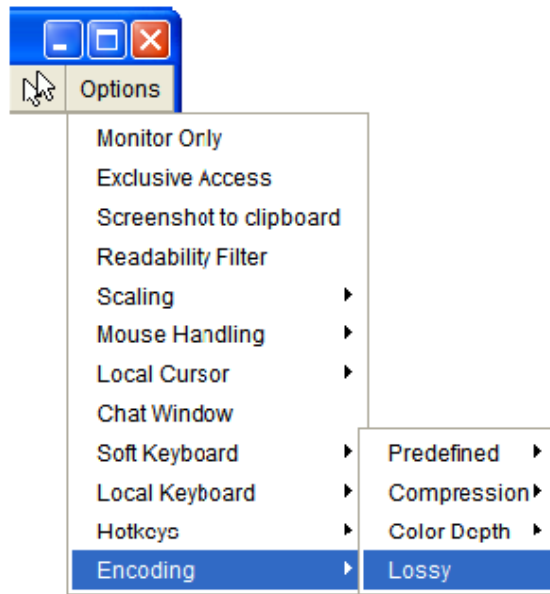 Options
Monitor Only
Exclusive Access
Screenshot to clipboard
Readability Filter
Scaling
Mouse Handling
Local Cursor
Chat Window
Soft Keyboard
Local Keyboard
Hotkeys
Encoding
Predefined
Compression
Color Depth
Lossy